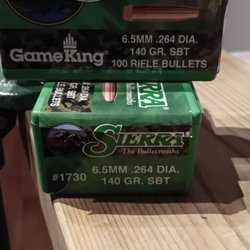 GameKing
6.5MM .264 DIA.
140 GR. SBT
100 RIFLE BULLETS
SIERRA
The Bulletsmiths
#1730
6.5MM .264 DIA.
140 GR. SBT